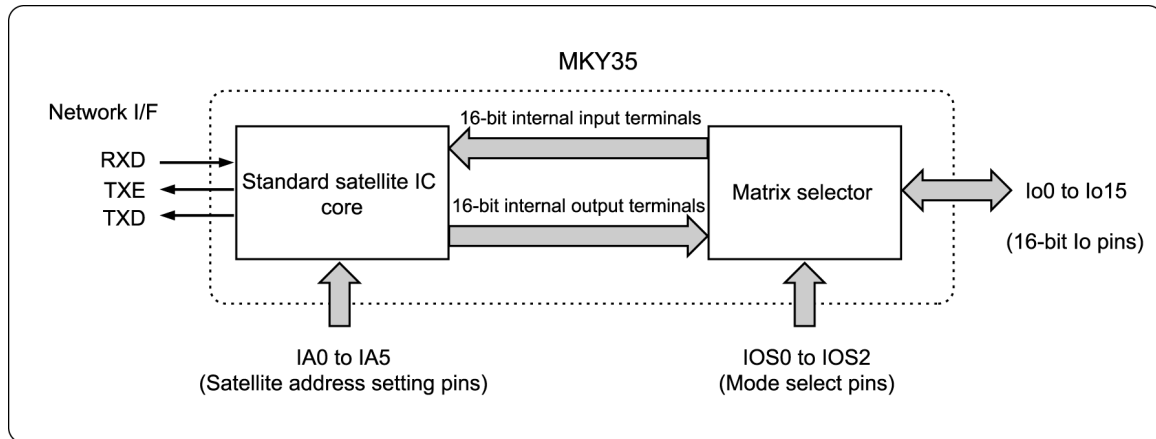 MKY35
Network I/F
RXD
TXE
TXD
Standard satellite IC
core
16-bit internal input terminals
16-bit internal output terminals
Matrix selector
Io0 to Io15
(16-bit Io pins)
IA0 to IA5
(Satellite address setting pins)
IOS0 to IOS2
(Mode select pins)